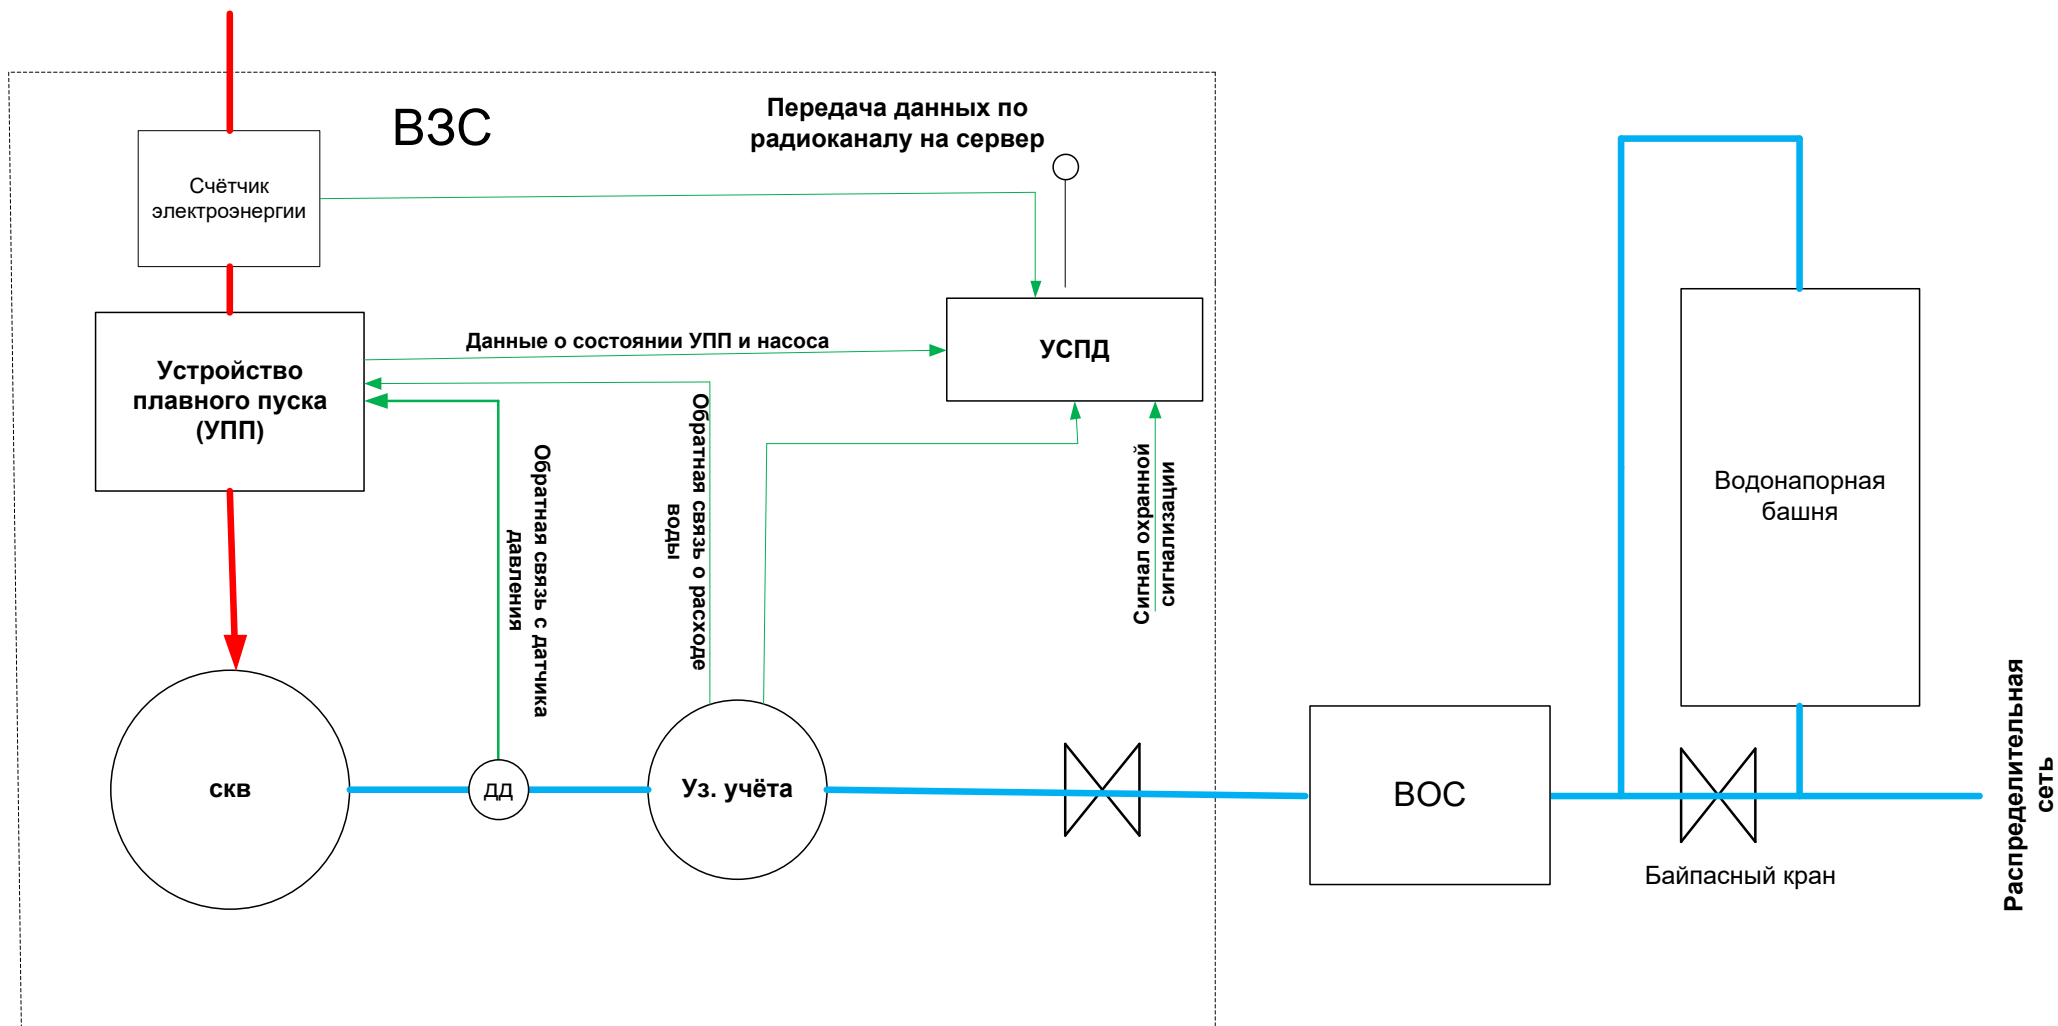 ВЗС
Передача данных по
радиоканалу на сервер
Счётчик
электроэнергии
Данные о состоянии УПП и насоса
УСПД
Устройство
плавного пуска
(УПП)
Обратная связь с датчика
давления
Обратная связь о расходе
воды
Сигнал охранной
сигнализации
Водонапорная
башня
скв
дд
Уз. учёта
ВОС
Байпасный кран
Распределительная
сеть